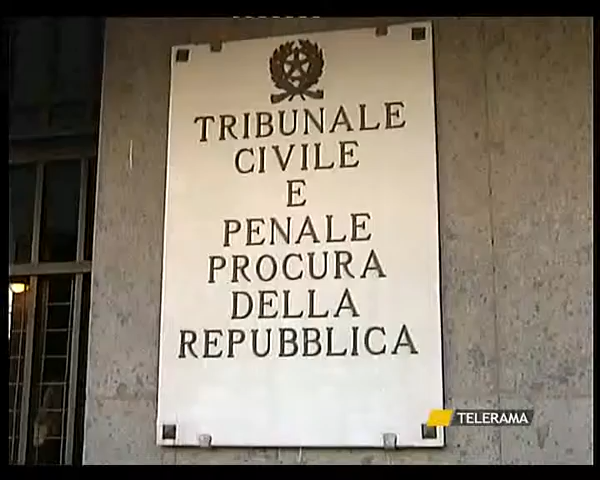 TRIBUNALE
CIVILE
E
PENALE
PROCURA
DELLA
REPUBBLICA
TELERAMA